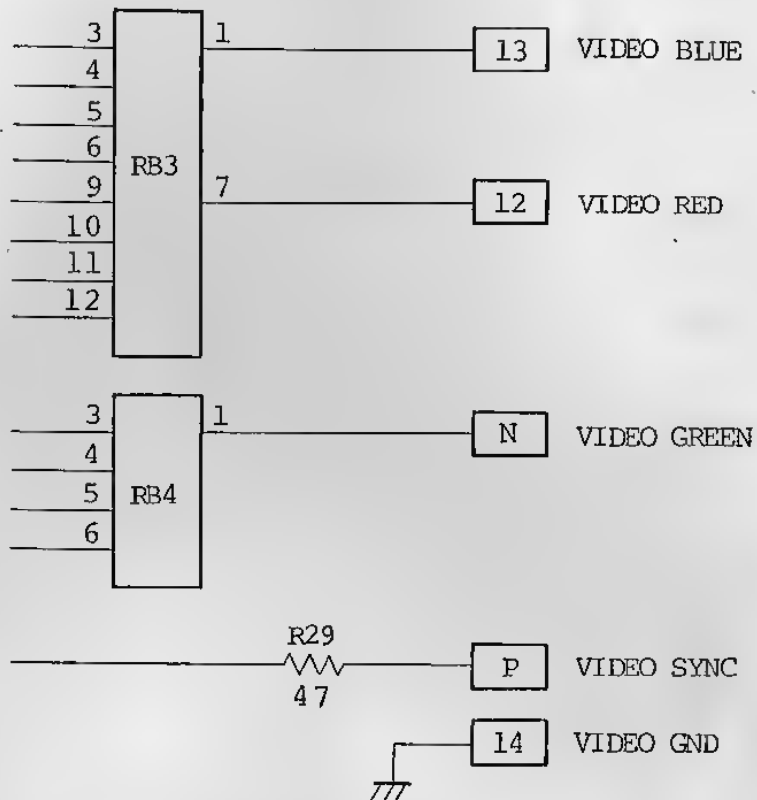 3
1
13 VIDEO BLUE
4
5
6
RB3
9
7
12 VIDEO RED
10
11
12
3
1
N VIDEO GREEN
4
5
RB4
6
R29
47
P VIDEO SYNC
14 VIDEO GND